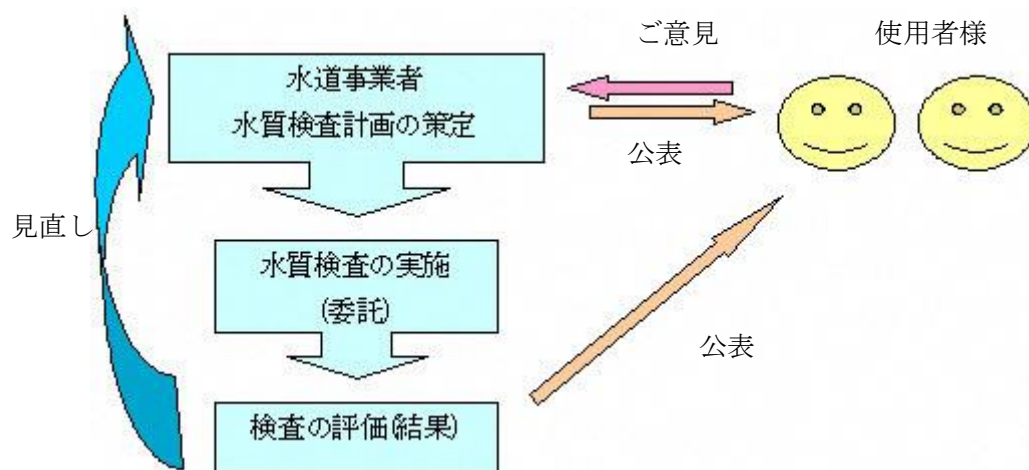 ご意見
使用者様
水道事業者
水質検査計画の策定
公表
見直し
水質検査の実施
(委託)
公表
検査の評価(結果)